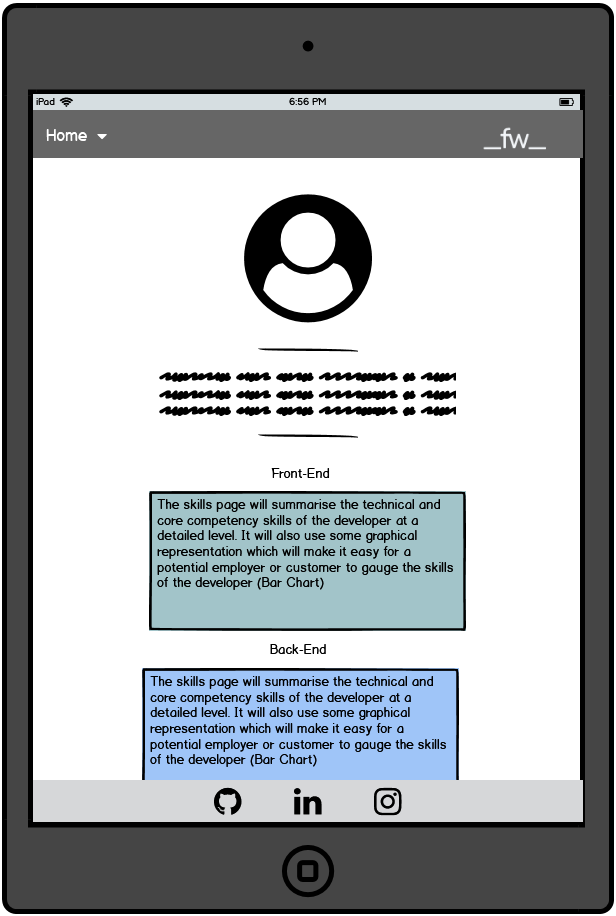 iPad 6:56 PM
Home _fw_
Front-End
The skills page will summarise the technical and
core competency skills of the developer at a
detailed level. It will also use some graphical
representation which will make it easy for a
potential employer or customer to gauge the skills
of the developer (Bar Chart)
Back-End
The skills page will summarise the technical and
core competency skills of the developer at a
detailed level. It will also use some graphical
representation which will make it easy for a
potential employer or customer to gauge the skills
of the developer (Bar Chart)
in